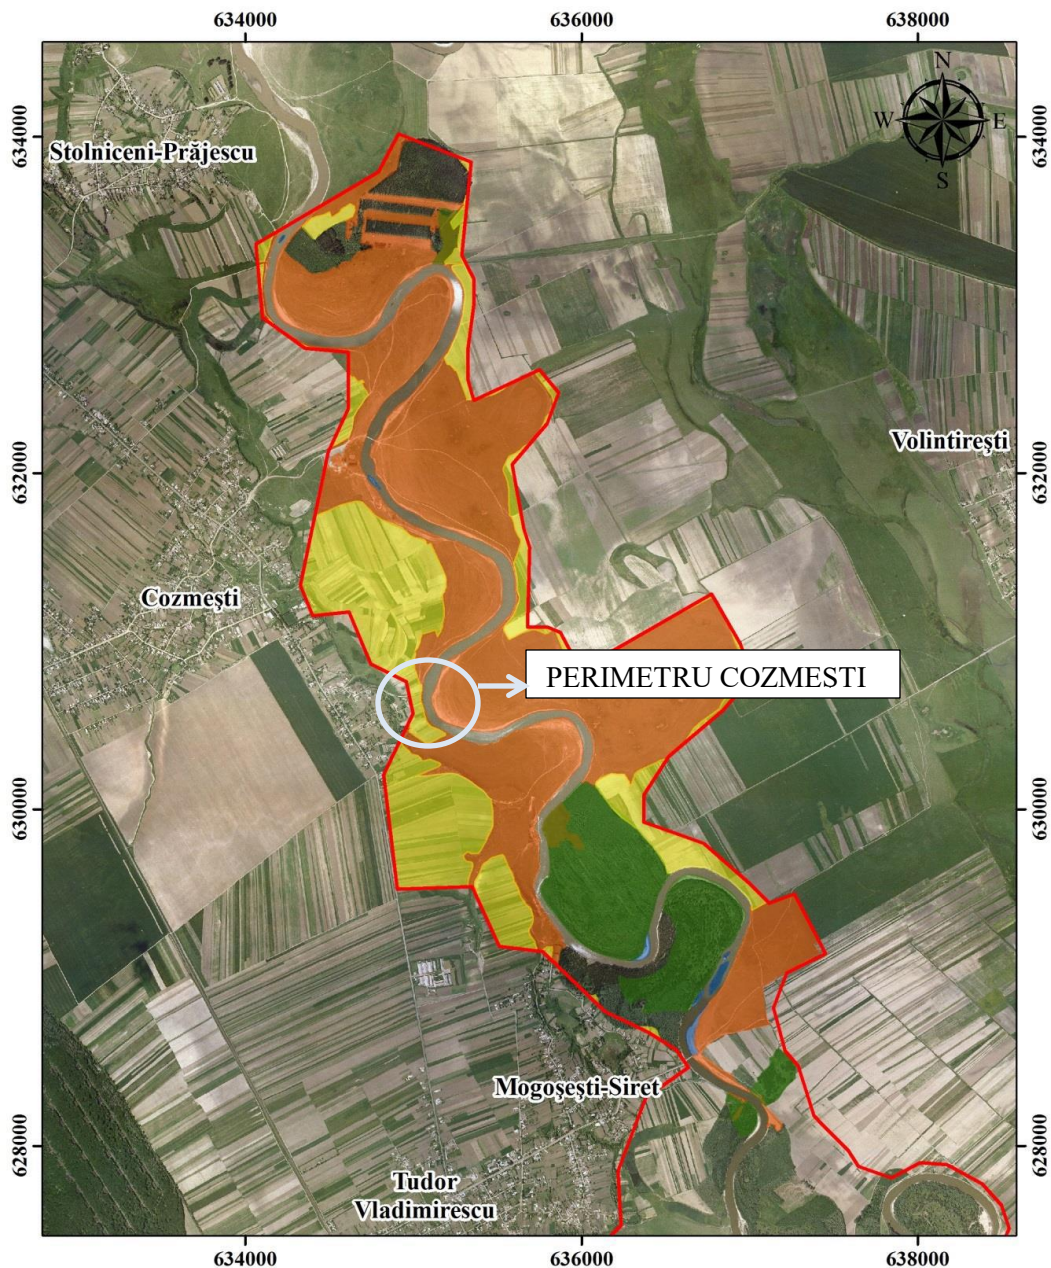 634000
636000
638000
634000
N
W
E
S
634000
Stolniceni-Prăjescu
Volintireşti
632000
632000
Cozmeşti
PERIMETRU COZMESTI
630000
630000
Mogoşeşti-Siret
628000
628000
Tudor
Vladimirescu
634000
636000
638000